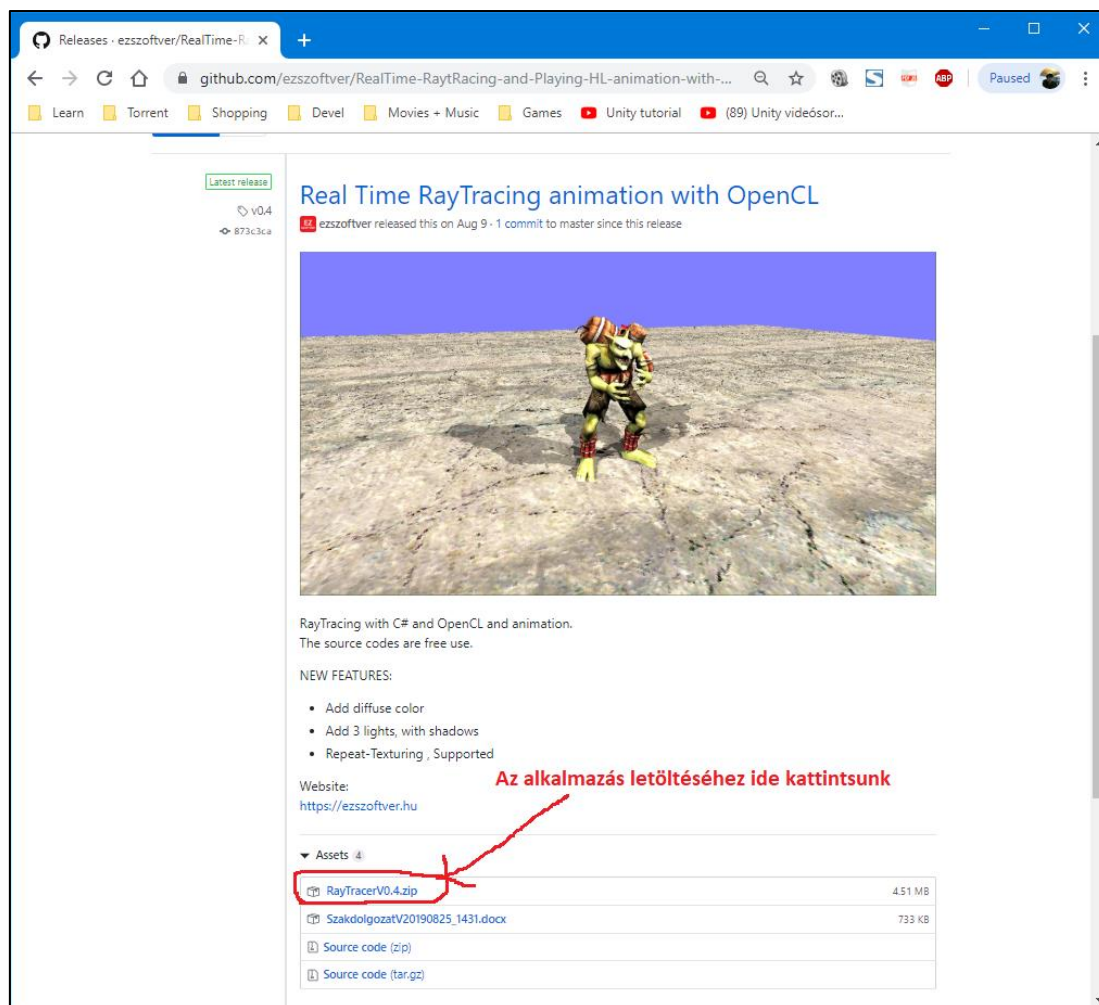 Releases · ezszoftver/RealTime-R
github.com/ezszoftver/RealTime-RaytRacing-and-Playing-HL-animation-with-...
ABP
Paused
Learn
Torrent
Shopping
Devel
Movies + Music
Games
Unity tutorial
(89) Unity videósor...
Latest release
v0.4
873c3ca
Real Time RayTracing animation with OpenCL
ezszoftver released this on Aug 9 · 1 commit to master since this release
RayTracing with C# and OpenCL and animation.
The source codes are free use.
NEW FEATURES:
• Add diffuse color
• Add 3 lights, with shadows
• Repeat-Texturing , Supported
Az alkalmazás letöltéséhez ide kattintsunk
Website:
https://ezszoftver.hu
Assets 4
RayTracerV0.4.zip 4.51 MB
SzakdolgozatV20190825_1431.docx 733 KB
Source code (zip)
Source code (tar.gz)